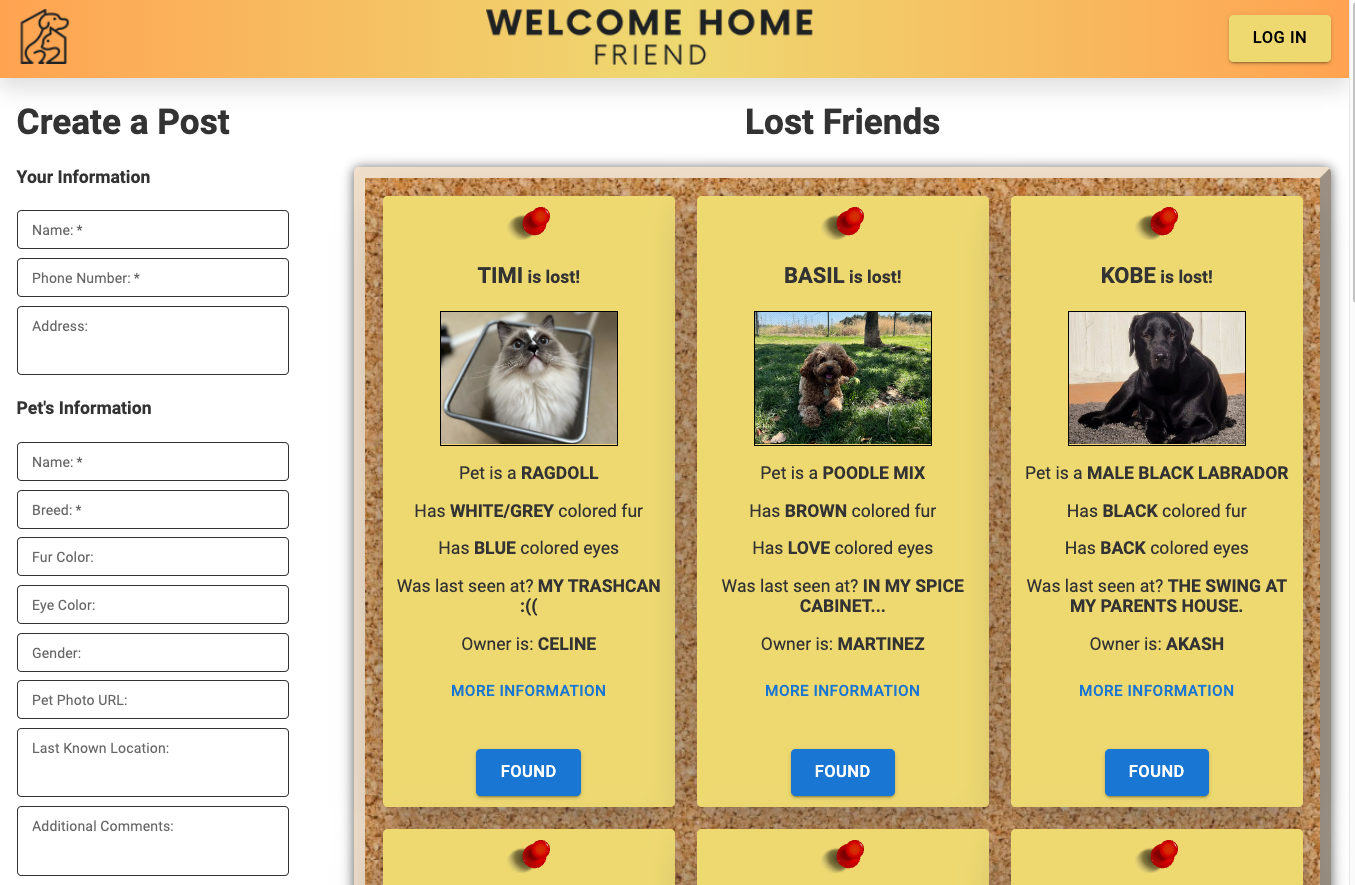 WELCOME HOME
FRIEND
LOG IN
Create a Post
Your Information
Name: *
Phone Number: *
Address:
Pet's Information
Name: *
Breed: *
Fur Color:
Eye Color:
Gender:
Pet Photo URL:
Last Known Location:
Additional Comments:
Lost Friends
TIMI is lost!
Pet is a RAGDOLL
Has WHITE/GREY colored fur
Has BLUE colored eyes
Was last seen at? MY TRASHCAN
:((
Owner is: CELINE
MORE INFORMATION
FOUND
BASIL is lost!
Pet is a POODLE MIX
Has BROWN colored fur
Has LOVE colored eyes
Was last seen at? IN MY SPICE
CABINET...
Owner is: MARTINEZ
MORE INFORMATION
FOUND
KOBE is lost!
Pet is a MALE BLACK LABRADOR
Has BLACK colored fur
Has BACK colored eyes
Was last seen at? THE SWING AT
MY PARENTS HOUSE.
Owner is: AKASH
MORE INFORMATION
FOUND